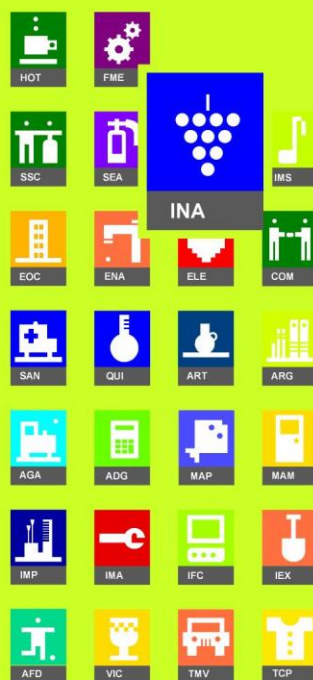 HOT FME
SSC SEA IMS
INA
EOC ENA ELE COM
SAN QUI ART ARG
AGA ADG MAP MAM
IMP IMA IFC IEX
AFD VIC TMV TCP